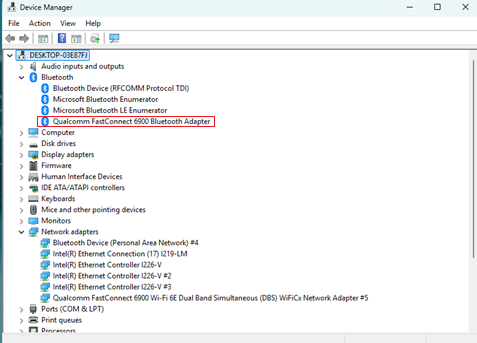 Device Manager
File Action View Help
DESKTOP-03E87FJ
Audio inputs and outputs
Bluetooth
Bluetooth Device (RFCOMM Protocol TDI)
Microsoft Bluetooth Enumerator
Microsoft Bluetooth LE Enumerator
Qualcomm FastConnect 6900 Bluetooth Adapter
Computer
Disk drives
Display adapters
Firmware
Human Interface Devices
IDE ATA/ATAPI controllers
Keyboards
Mice and other pointing devices
Monitors
Network adapters
Bluetooth Device (Personal Area Network) #4
Intel(R) Ethernet Connection (17) I219-LM
Intel(R) Ethernet Controller I226-V
Intel(R) Ethernet Controller I226-V #2
Intel(R) Ethernet Controller I226-V #3
Qualcomm FastConnect 6900 Wi-Fi 6E Dual Band Simultaneous (DBS) WiFiCx Network Adapter #5
Ports (COM & LPT)
Print queues
Processors